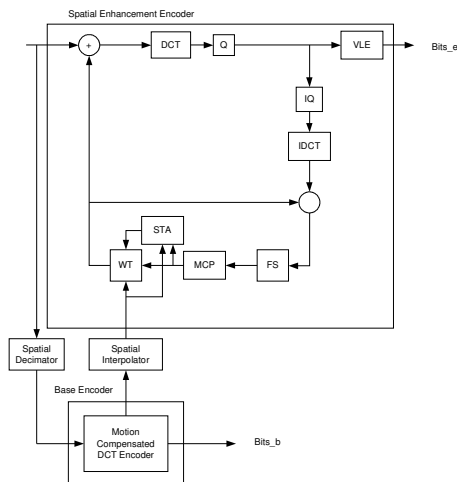 Spatial Enhancement Encoder
+
DCT
Q
VLE
Bits_e
IQ
IDCT
STA
WT
MCP
FS
Spatial
Decimator
Spatial
Interpolator
Base Encoder
Motion
Compensated
DCT Encoder
Bits_b